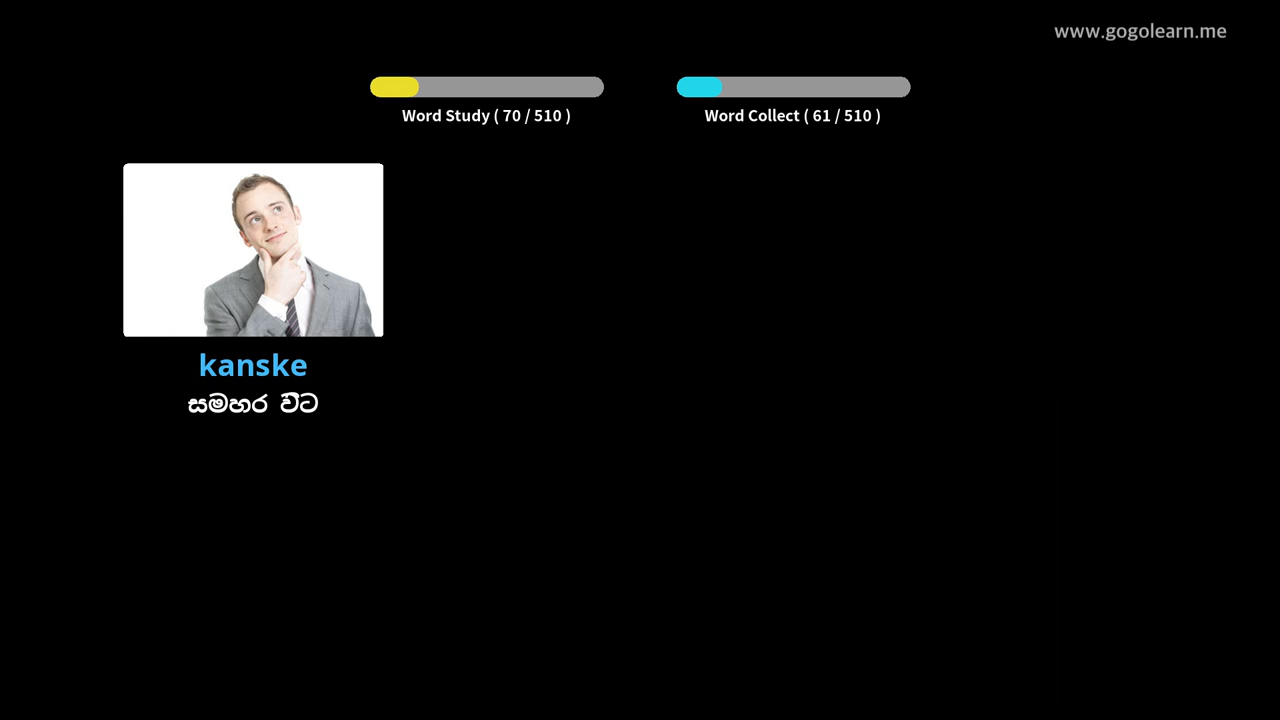 www.gogolearn.me
Word Study ( 70 / 510 )
Word Collect ( 61 / 510 )
kanske
සමහර විට